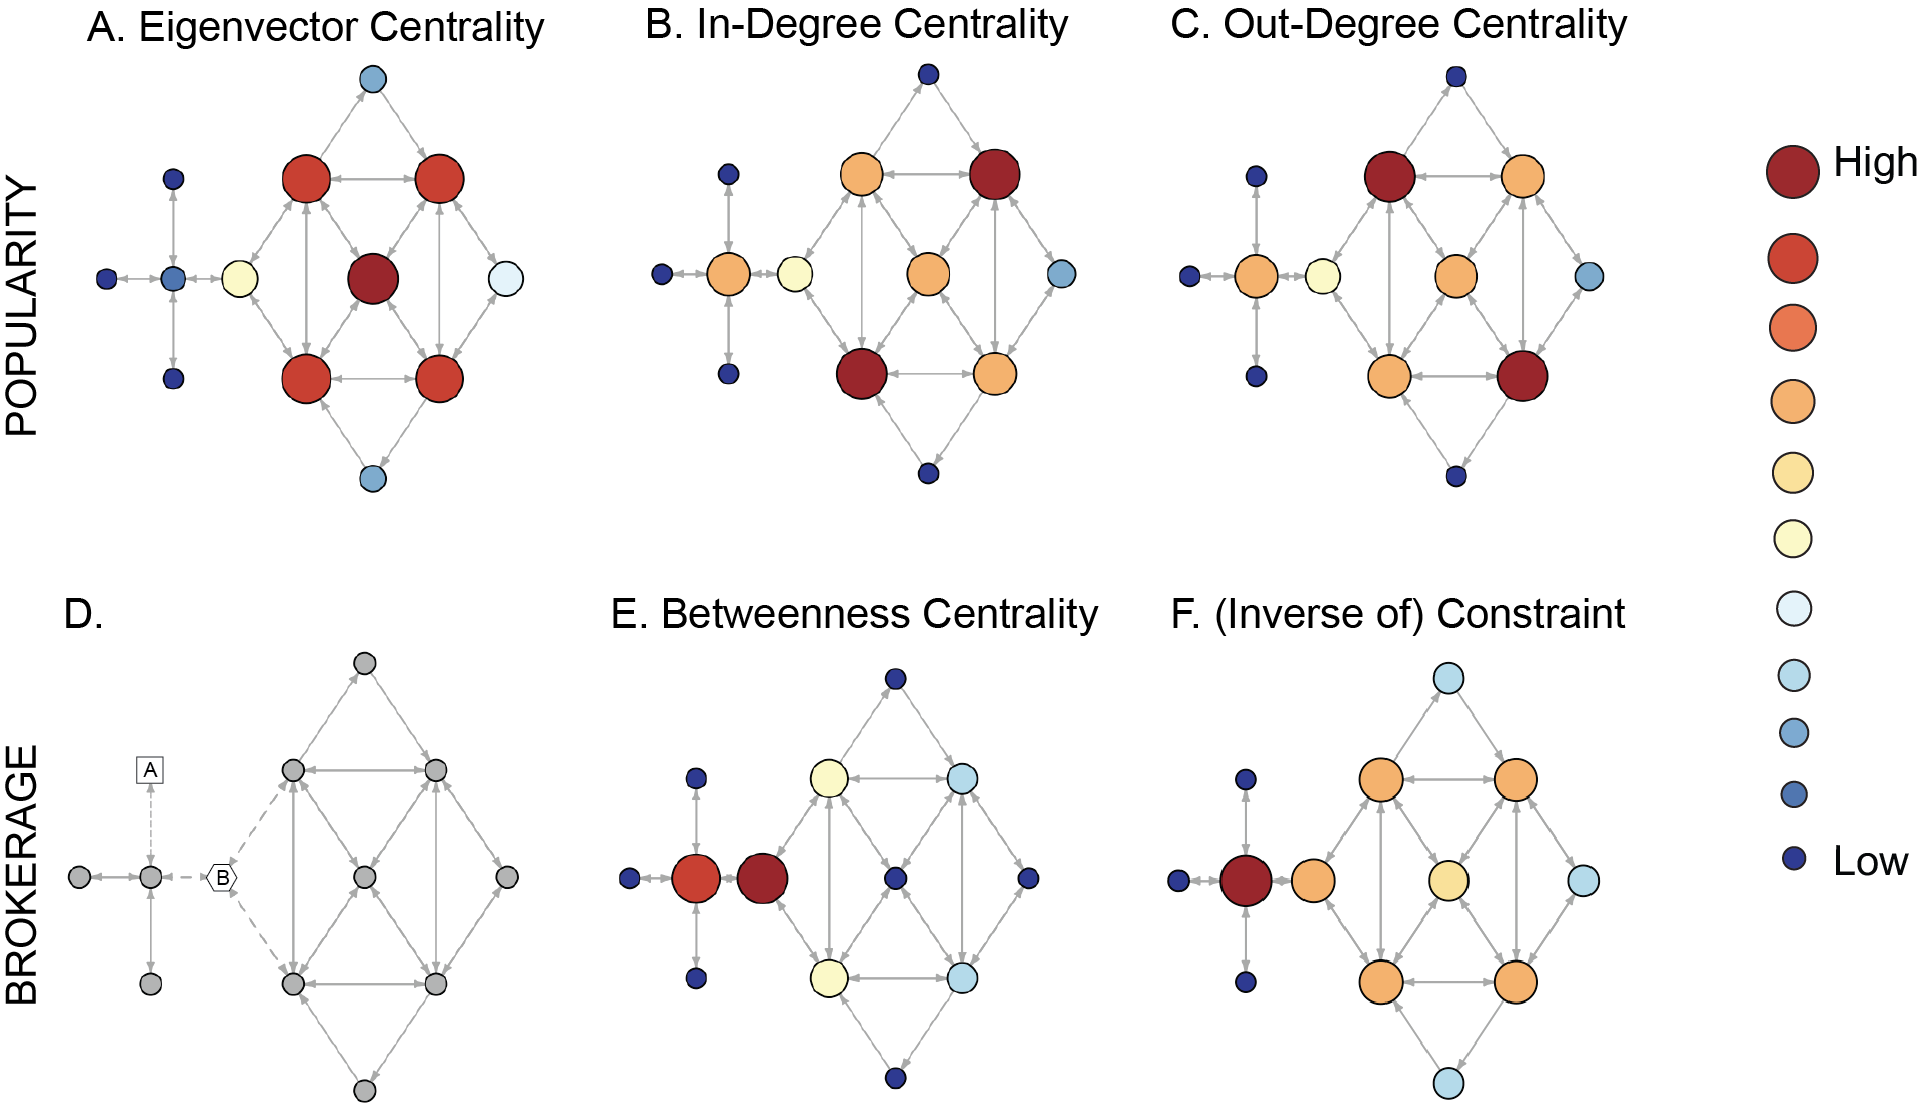 A. Eigenvector Centrality
B. In-Degree Centrality
C. Out-Degree Centrality
POPULARITY
High
D.
E. Betweenness Centrality
F. (Inverse of) Constraint
BROKERAGE
A
B
Low